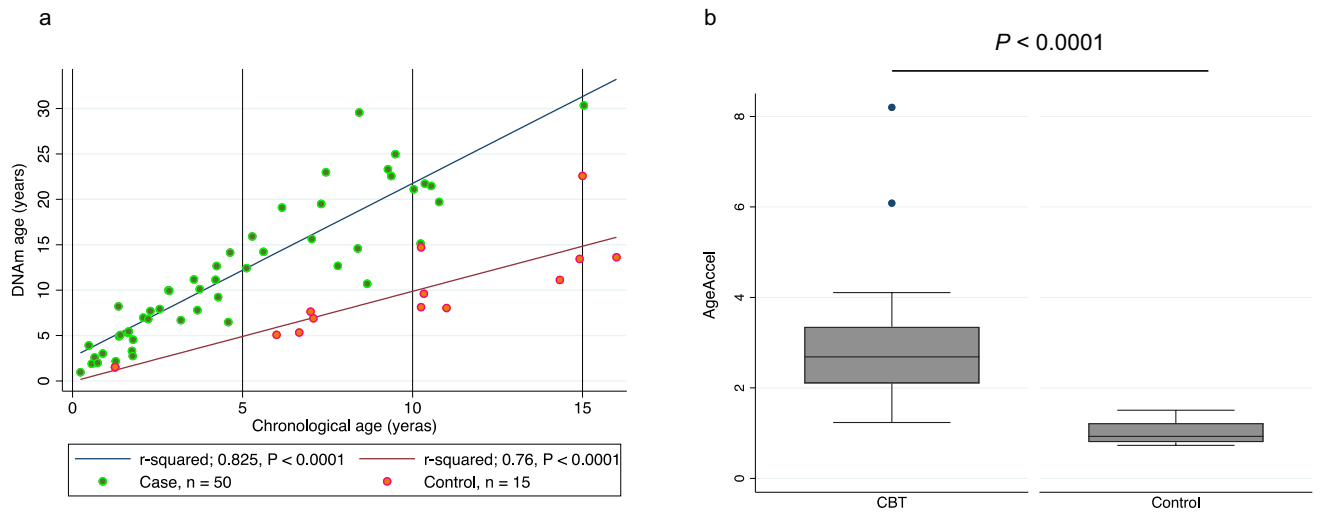 a
DNAm age (years)
30
25
20
15
10
5
0
0
5
10
15
Chronological age (yeras)
r-squared; 0.825, P < 0.0001
r-squared; 0.76, P < 0.0001
Case, n = 50
Control, n = 15
b
P < 0.0001
AgeAccel
8
6
4
2
0
CBT
Control